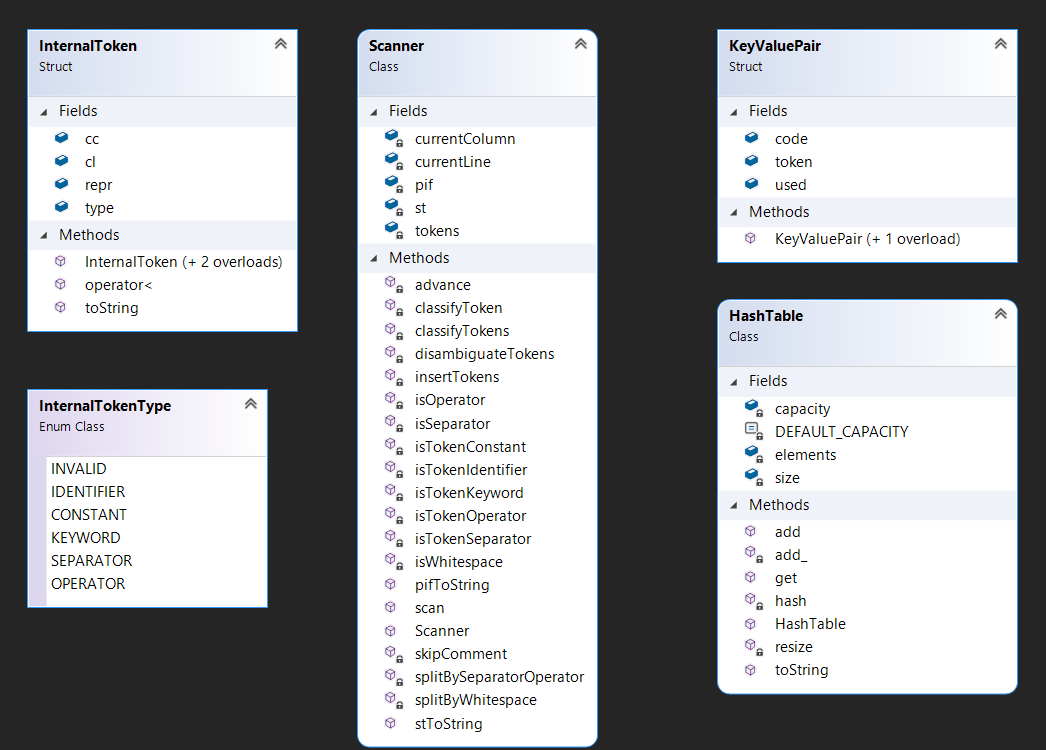 InternalToken
Struct
Fields
cc
cl
repr
type
Methods
InternalToken (+ 2 overloads)
operator<
toString
InternalTokenType
Enum Class
INVALID
IDENTIFIER
CONSTANT
KEYWORD
SEPARATOR
OPERATOR
Scanner
Class
Fields
currentColumn
currentLine
pif
st
tokens
Methods
advance
classifyToken
classifyTokens
disambiguateTokens
insertTokens
isOperator
isSeparator
isTokenConstant
isTokenIdentifier
isTokenKeyword
isTokenOperator
isTokenSeparator
isWhitespace
pifToString
scan
Scanner
skipComment
splitBySeparatorOperator
splitByWhitespace
stToString
KeyValuePair
Struct
Fields
code
token
used
Methods
KeyValuePair (+ 1 overload)
HashTable
Class
Fields
capacity
DEFAULT_CAPACITY
elements
size
Methods
add
add_
get
hash
HashTable
resize
toString